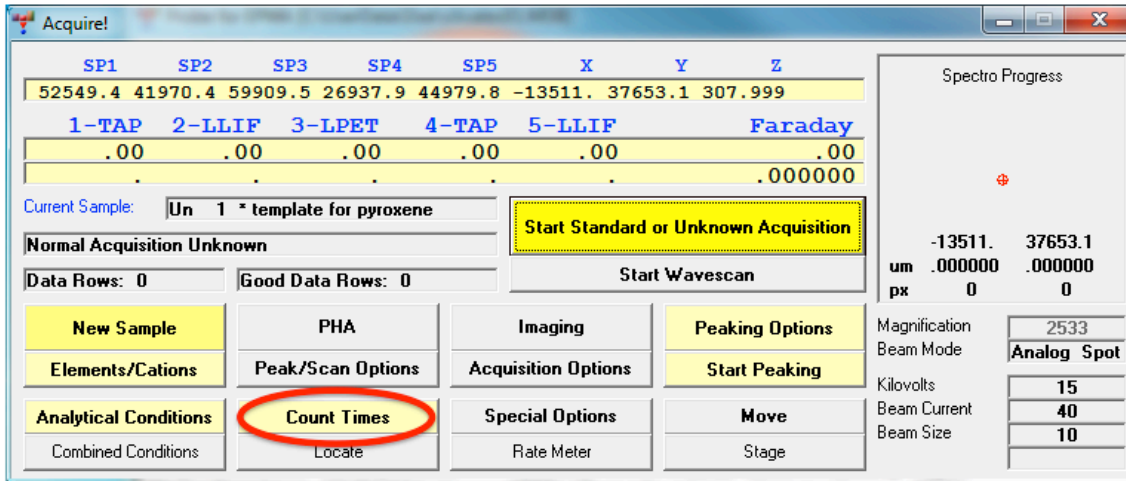 Acquire!
SP1 SP2 SP3 SP4 SP5 X Y Z
52549.4 41970.4 59909.5 26937.9 44979.8 -13511. 37653.1 307.999
1-TAP 2-LLIF 3-LPET 4-TAP 5-LLIF Faraday
.00 .00 .00 .00 .00 .00
. . . . . .000000
Current Sample: Un 1 * template for pyroxene
Normal Acquisition Unknown
Data Rows: 0 Good Data Rows: 0
Start Standard or Unknown Acquisition
Start Wavescan
New Sample PHA Imaging Peaking Options
Elements/Cations Peak/Scan Options Acquisition Options Start Peaking
Analytical Conditions Count Times Special Options Move
Combined Conditions Locate Rate Meter Stage
Spectro Progress
-13511. 37653.1
um .000000 .000000
px 0 0
Magnification 2533
Beam Mode Analog Spot
Kilovolts 15
Beam Current 40
Beam Size 10